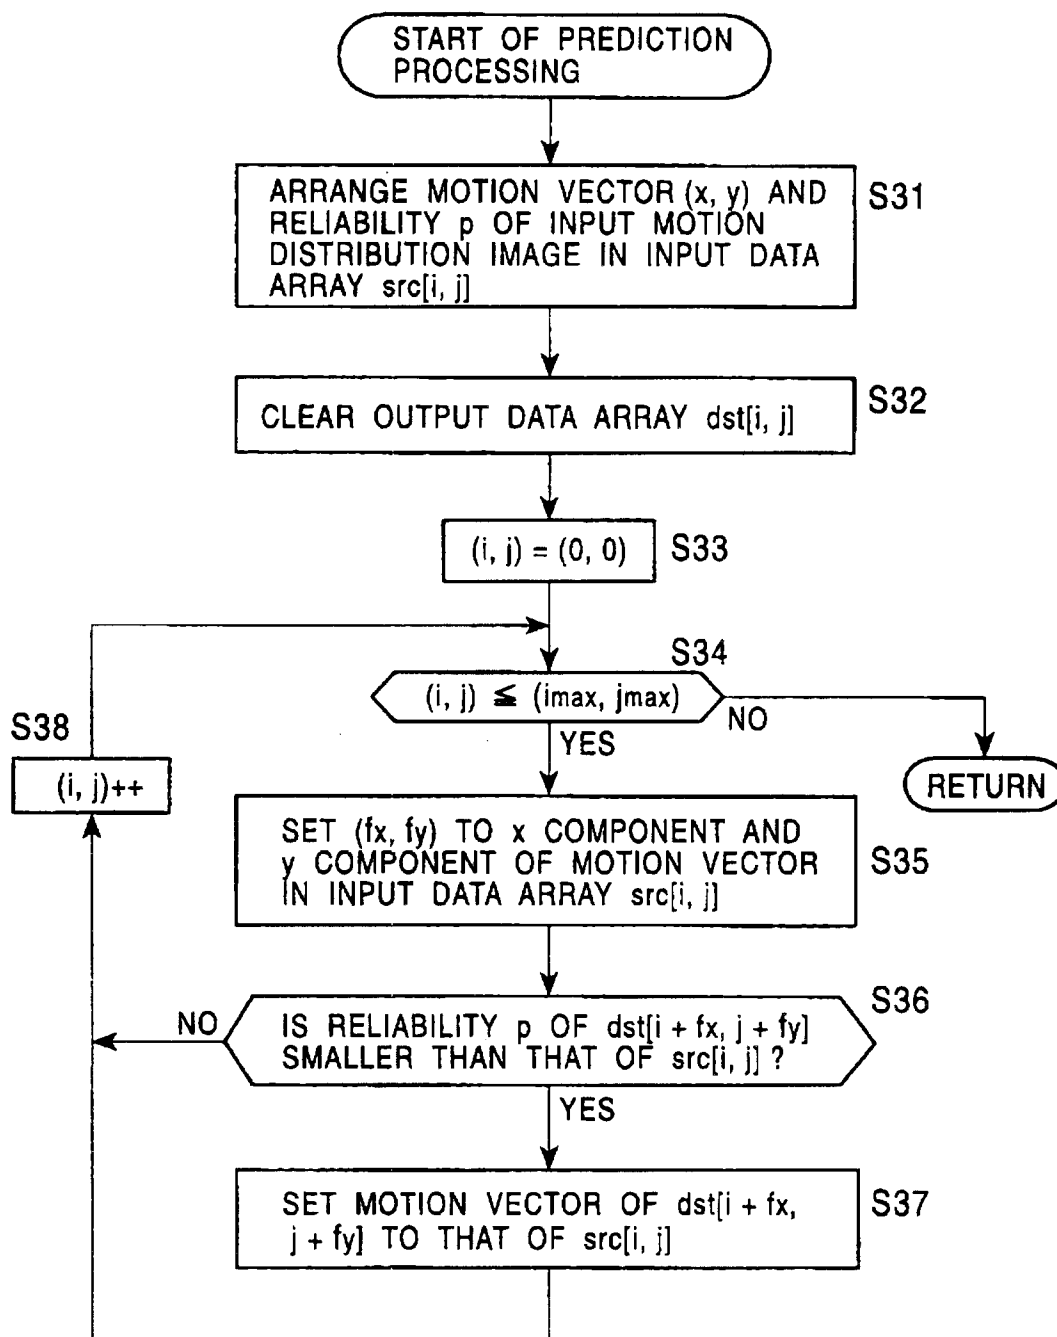 START OF PREDICTION
PROCESSING
ARRANGE MOTION VECTOR (x, y) AND
RELIABILITY p OF INPUT MOTION
DISTRIBUTION IMAGE IN INPUT DATA
ARRAY src[i, j]
S31
CLEAR OUTPUT DATA ARRAY dst[i, j]
S32
(i, j) = (0, 0)
S33
S34
(i, j) ≦ (imax, jmax)
NO
YES
S38
(i, j)++
RETURN
SET (fx, fy) TO x COMPONENT AND
y COMPONENT OF MOTION VECTOR
IN INPUT DATA ARRAY src[i, j]
S35
S36
NO
IS RELIABILITY p OF dst[i + fx, j + fy]
SMALLER THAN THAT OF src[i, j] ?
YES
SET MOTION VECTOR OF dst[i + fx,
j + fy] TO THAT OF src[i, j]
S37